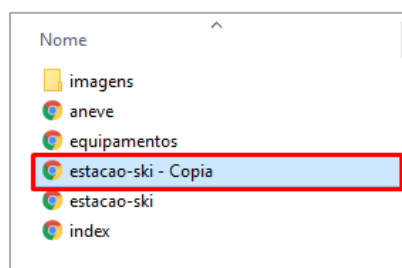 Nome
imagens
aneve
equipamentos
estacao-ski - Copia
estacao-ski
index